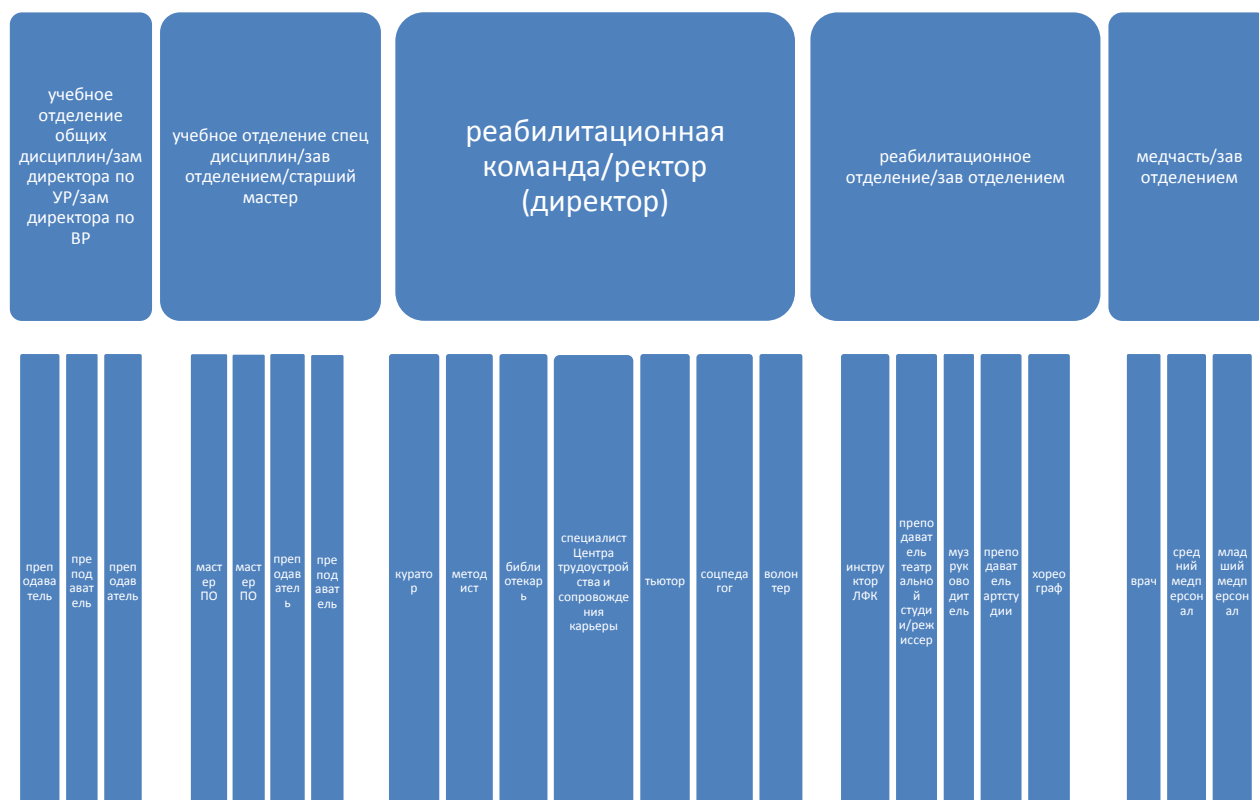 учебное
отделение
общих
дисциплин/зам
директора по
УР/зам
директора по
ВР
учебное отделение спец
дисциплин/зав
отделением/старший
мастер
реабилитационная
команда/ректор
(директор)
реабилитационное
отделение/зав отделением
медчасть/зав
отделением
преп
одава
тель
пре
под
ават
ель
преп
одав
атель
маст
ер
ПО
маст
ер
ПО
преп
одав
ател
ь
пре
под
ават
ель
курато
р
метод
ист
библи
отекар
ь
специалист
Центра
трудоустрой
ства и
сопровожде
ния
карьеры
тьютор
соцпеда
гог
волон
тер
инстру
ктор
ЛФК
препо
дават
ель
театр
ально
й
студи
и/реж
иссер
муз
рук
ово
дит
ель
препо
дават
ель
артсту
дии
хорео
граф
врач
сред
ний
медп
ерсон
ал
млад
ший
медп
ерсон
ал